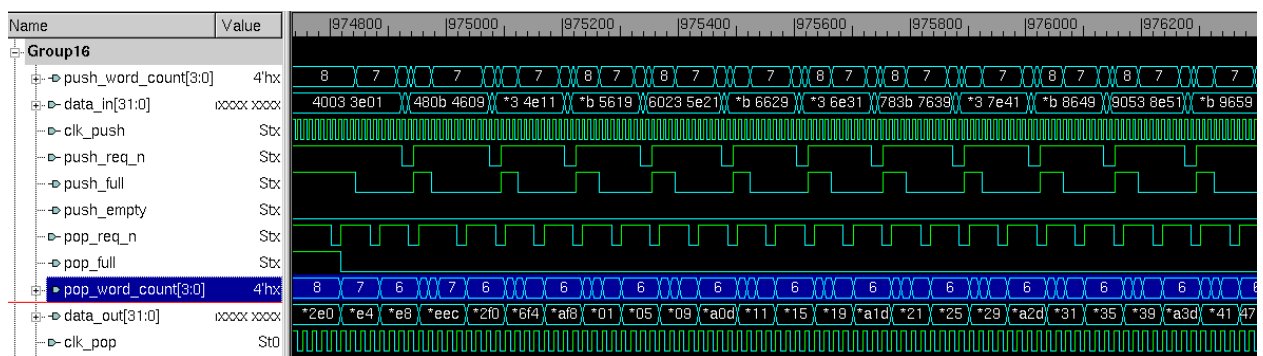 Name Value |974800 |975000 |975200 |975400 |975600 |975800 |976000 |976200
Group16
push_word_count[3:0] 4'hx 8 7 7 7 8 7 8 7 7 8 7 8 7 7 8 7 8 7
data_in[31:0] xxxx xxxx 4003 3e01 480b 4609 *3 4e11 *b 5619 6023 5e21 *b 6629 *3 6e31 783b 7639 *3 7e41 *b 8649 9053 8e51 *b 9659
clk_push Stx
push_req_n Stx
push_full Stx
push_empty Stx
pop_req_n Stx
pop_full Stx
pop_word_count[3:0] 4'hx 8 7 6 7 6 6 6 6 6 6 6 6 6
data_out[31:0] xxxx xxxx *2e0 *e4 *e8 *eec *2f0 *6f4 *af8 *01 *05 *09 *a0d *11 *15 *19 *a1d *21 *25 *29 *a2d *31 *35 *39 *a3d *41 47
clk_pop St0